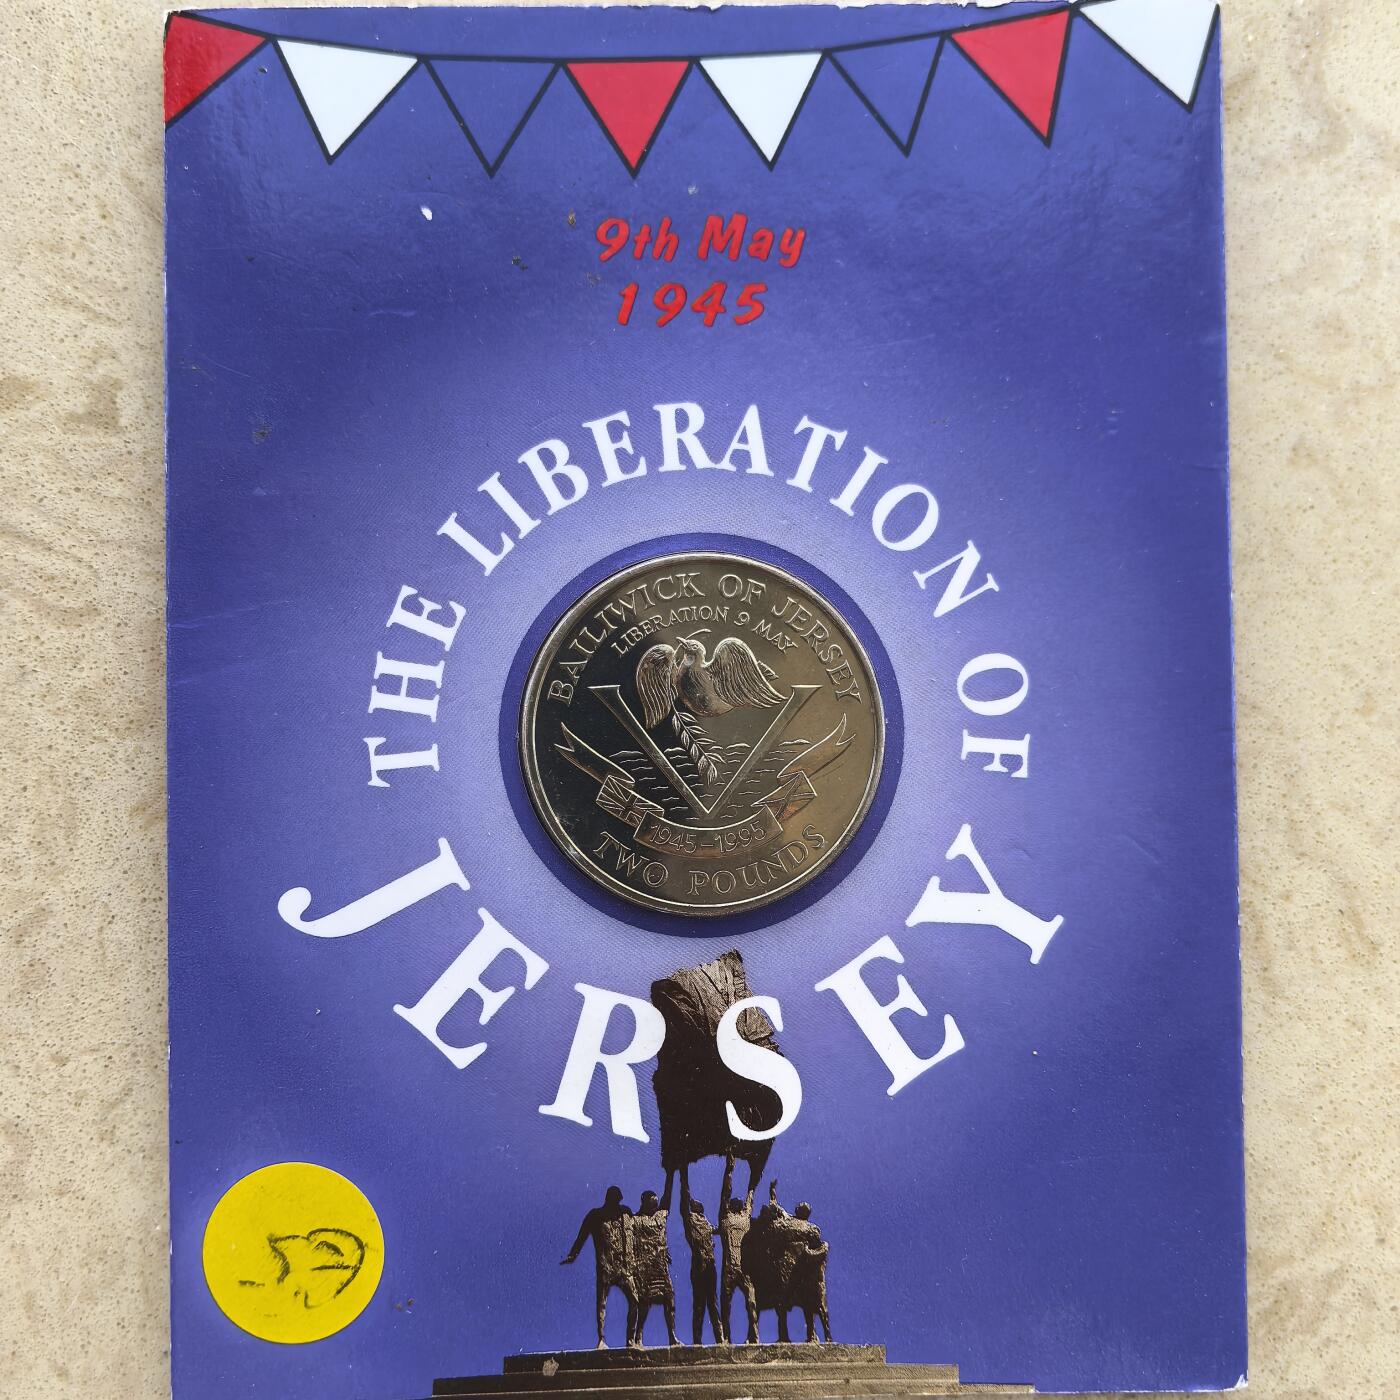 9th May
1945
THE LIBERATION OF
JERSEY
BAILIWICK OF JERSEY
LIBERATION 9 MAY
1945-1995
TWO POUNDS